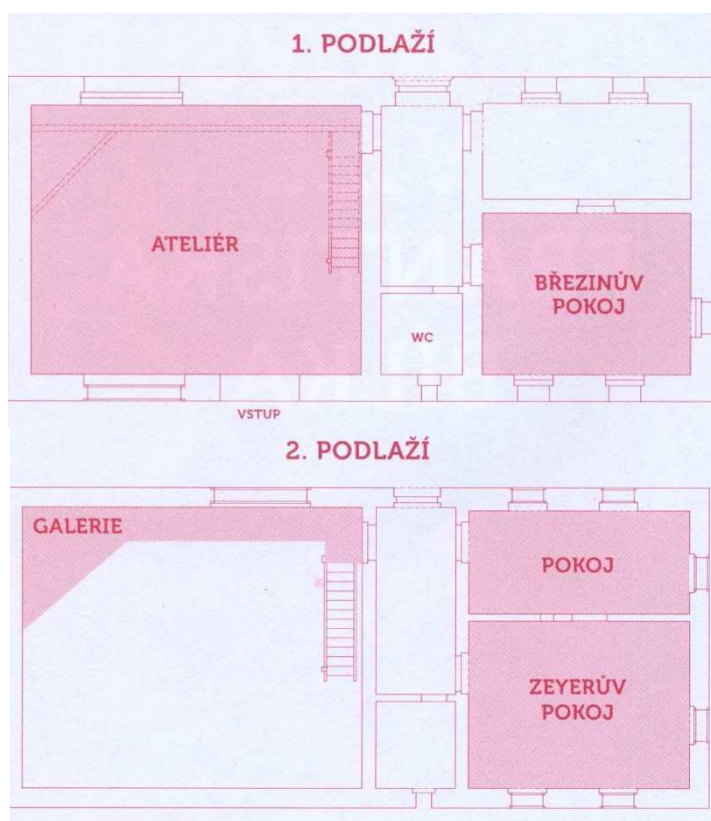 1. PODLAŽÍ
ATELIÉR
BŘEZINŮV
POKOJ
WC
VSTUP
2. PODLAŽÍ
GALERIE
POKOJ
ZEYERŮV
POKOJ